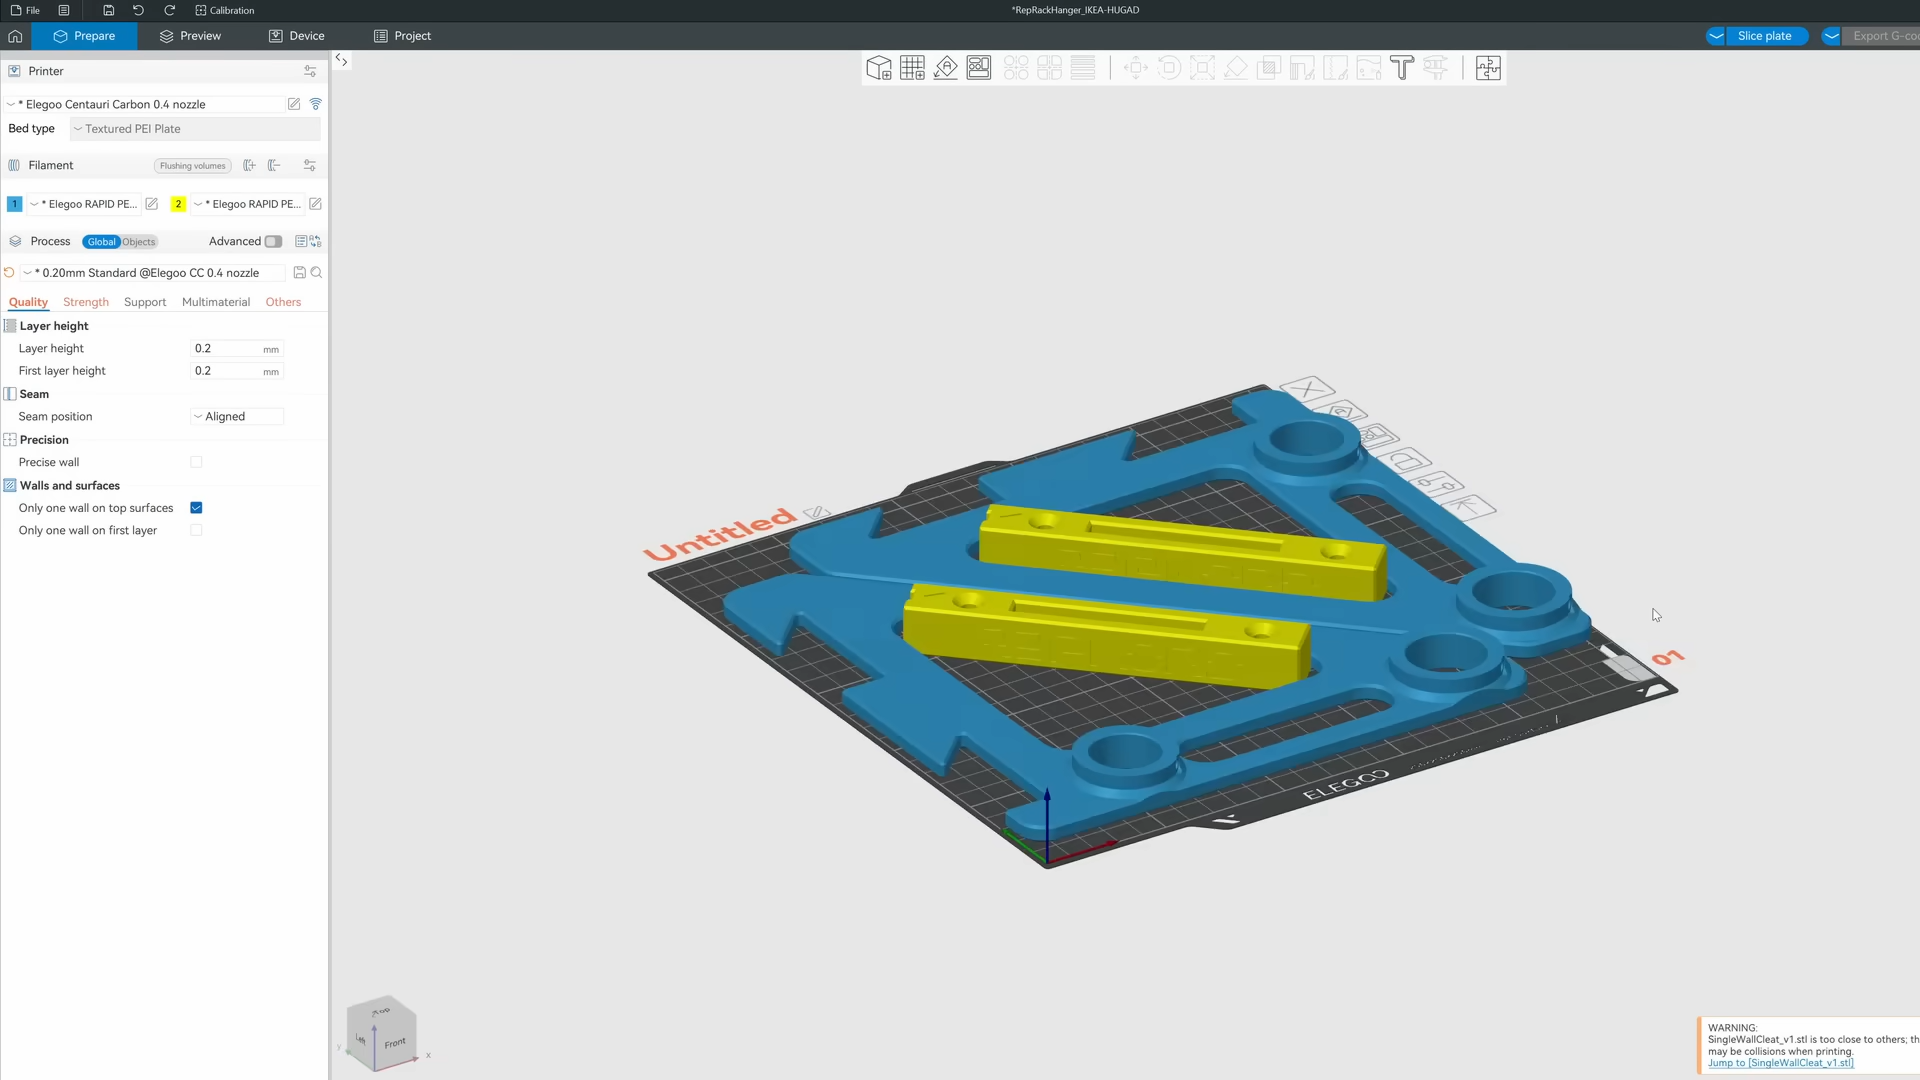 File
Calibration
*RepRackHanger_IKEA-HUGAD
Prepare
Preview
Device
Project
Slice plate
Export G-co
Printer
* Elegoo Centauri Carbon 0.4 nozzle
Bed type
Textured PEI Plate
Filament
Flushing volumes
1
* Elegoo RAPID PE...
2
* Elegoo RAPID PE...
Process
Global
Objects
Advanced
* 0.20mm Standard @Elegoo CC 0.4 nozzle
Quality
Strength
Support
Multimaterial
Others
Layer height
Layer height
0.2
mm
First layer height
0.2
mm
Seam
Seam position
Aligned
Precision
Precise wall
Walls and surfaces
Only one wall on top surfaces
Only one wall on first layer
Untitled
01
ELEGOO
Top
Left
Front
y
x
WARNING:
SingleWallCleat_v1.stl is too close to others; th
may be collisions when printing.
Jump to [SingleWallCleat_v1.stl]